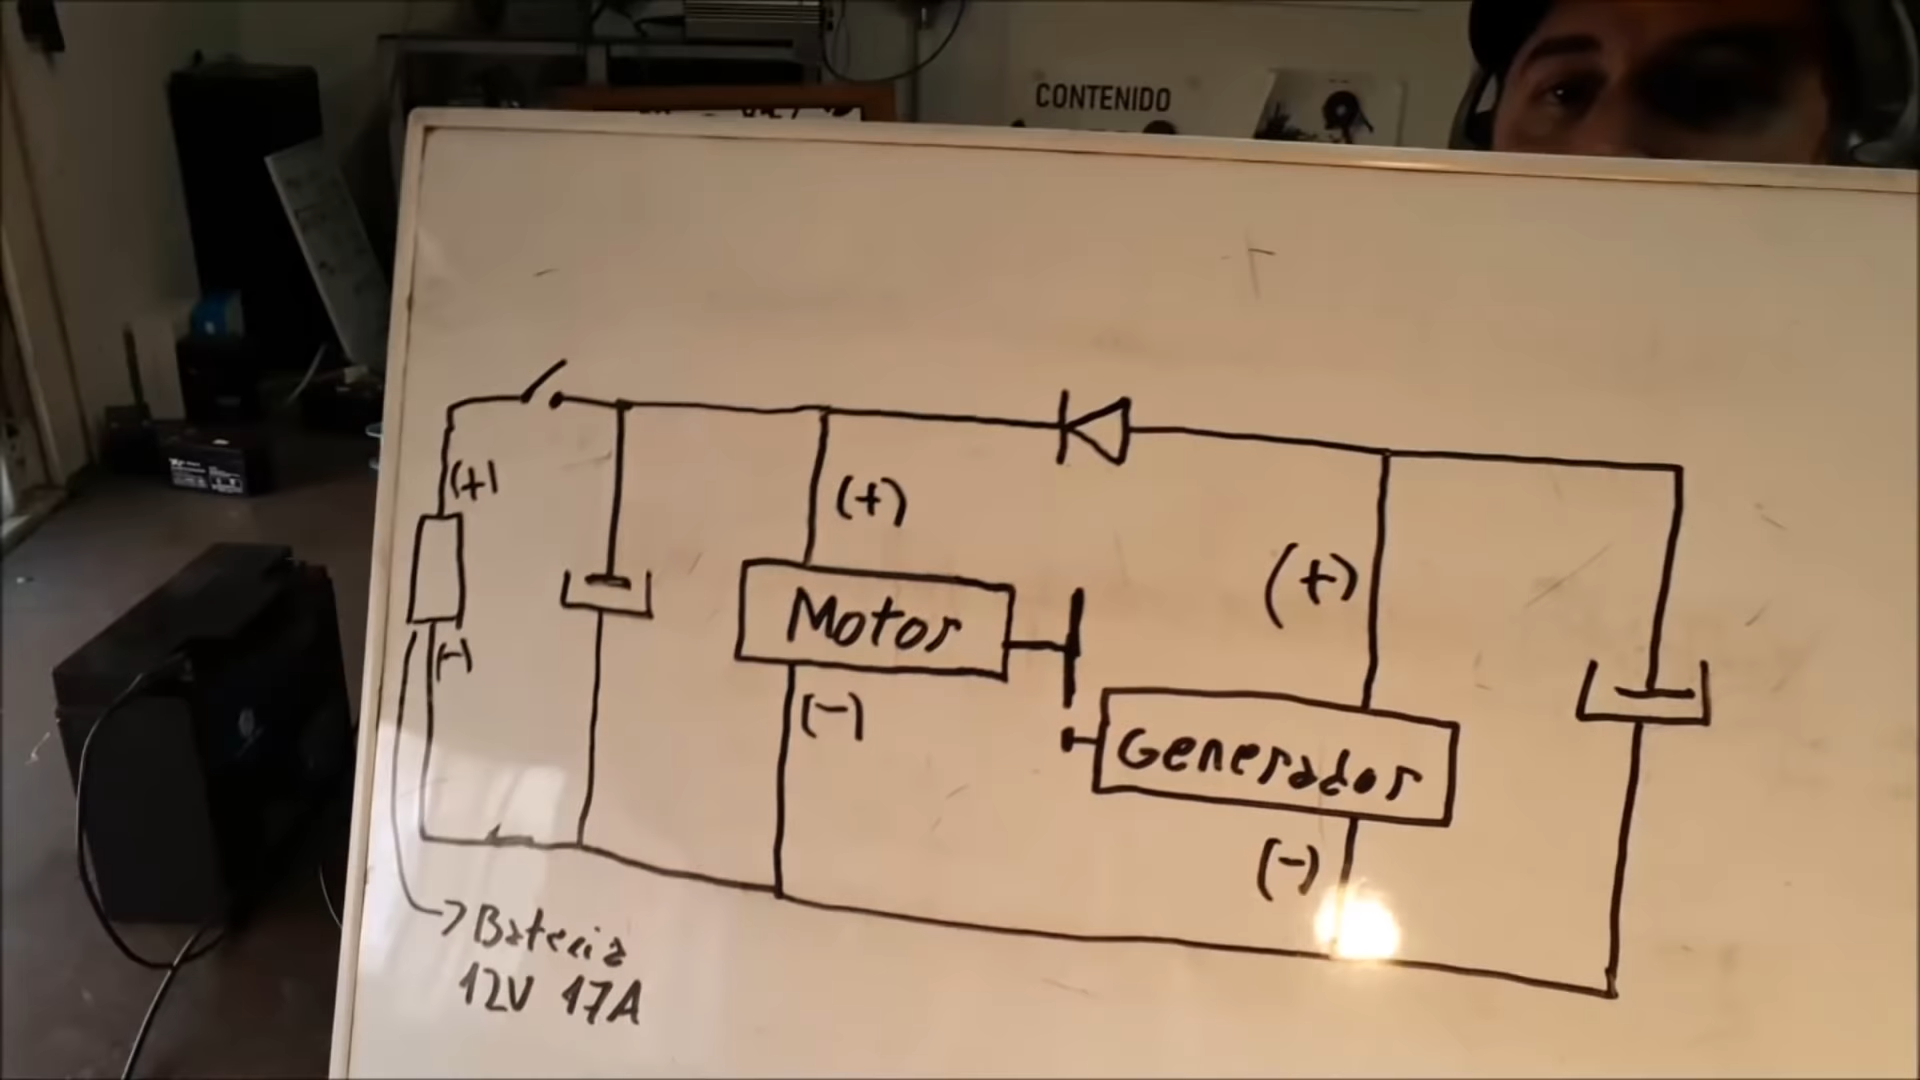 CONTENIDO
(+)
(+)
(+)
Motor
(-)
(-)
Generador
(-)
Bateria
12V 17A